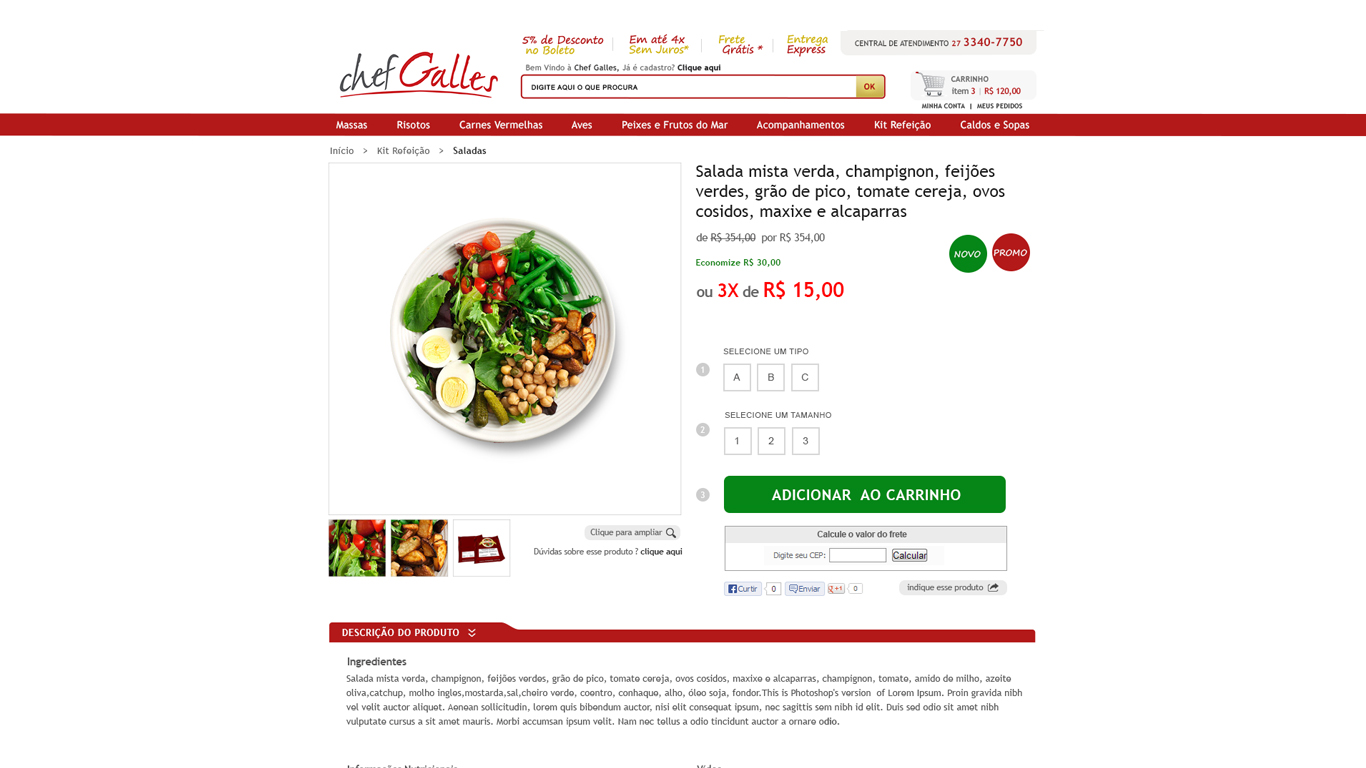 chef Galles
5% de Desconto
no Boleto
Em até 4x
Sem Juros*
Frete
Grátis *
Entrega
Express
CENTRAL DE ATENDIMENTO 27 3340-7750
Bem Vindo à Chef Galles, Já é cadastro? Clique aqui
DIGITE AQUI O QUE PROCURA
OK
CARRINHO
item 3 | R$ 120,00
MINHA CONTA | MEUS PEDIDOS
Massas Risotos Carnes Vermelhas Aves Peixes e Frutos do Mar Acompanhamentos Kit Refeição Caldos e Sopas
Início > Kit Refeição > Saladas
Salada mista verda, champignon, feijões
verdes, grão de pico, tomate cereja, ovos
cosidos, maxixe e alcaparras
de R$ 354,00 por R$ 354,00
Economize R$ 30,00
NOVO
PROMO
ou 3X de R$ 15,00
SELECIONE UM TIPO
1
A B C
SELECIONE UM TAMANHO
2
1 2 3
3
ADICIONAR AO CARRINHO
Calcule o valor do frete
Digite seu CEP:
Calcular
Curtir 0 Enviar +1 0
indique esse produto
Clique para ampliar
Dúvidas sobre esse produto ? clique aqui
DESCRIÇÃO DO PRODUTO
Ingredientes
Salada mista verda, champignon, feijões verdes, grão de pico, tomate cereja, ovos cosidos, maxixe e alcaparras, champignon, tomate, amido de milho, azeite
oliva,catchup, molho ingles,mostarda,sal,cheiro verde, coentro, conhaque, alho, óleo soja, fondor.This is Photoshop's version of Lorem Ipsum. Proin gravida nibh
vel velit auctor aliquet. Aenean sollicitudin, lorem quis bibendum auctor, nisi elit consequat ipsum, nec sagittis sem nibh id elit. Duis sed odio sit amet nibh
vulputate cursus a sit amet mauris. Morbi accumsan ipsum velit. Nam nec tellus a odio tincidunt auctor a ornare odio.